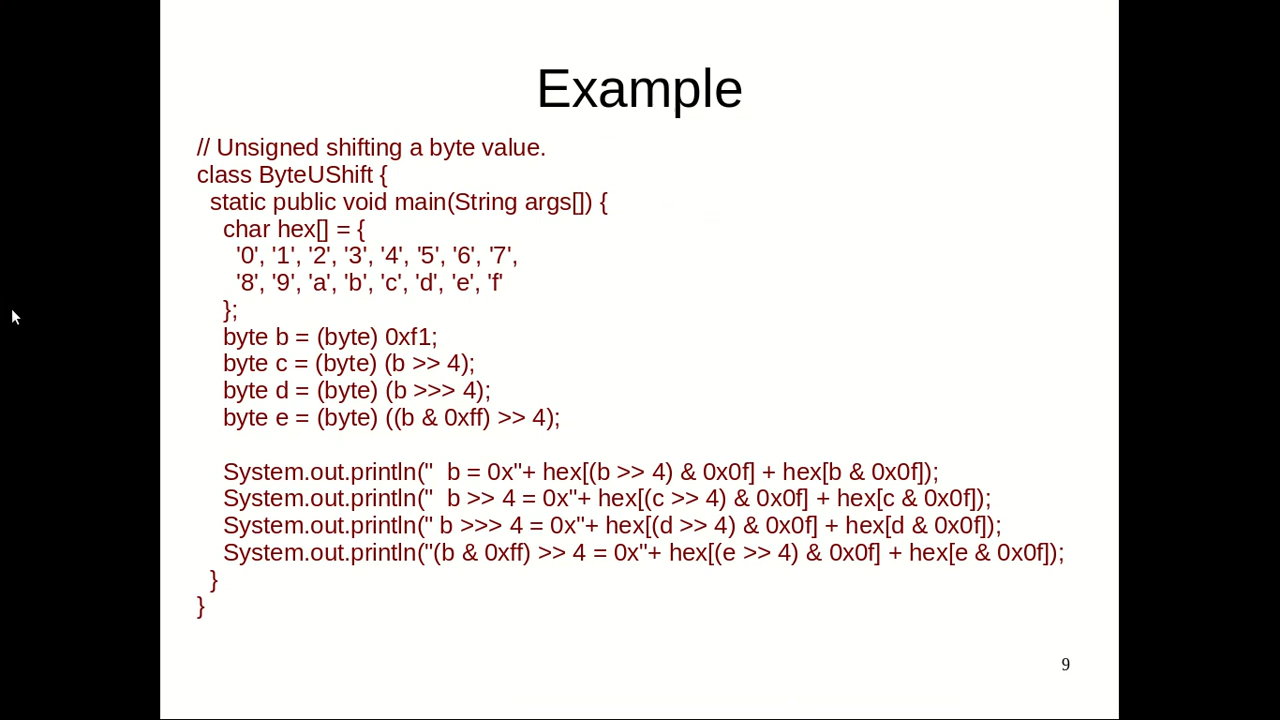 Example
// Unsigned shifting a byte value.
class ByteUShift {
static public void main(String args[]) {
char hex[] = {
'0', '1', '2', '3', '4', '5', '6', '7',
'8', '9', 'a', 'b', 'c', 'd', 'e', 'f'
};
byte b = (byte) 0xf1;
byte c = (byte) (b >> 4);
byte d = (byte) (b >>> 4);
byte e = (byte) ((b & 0xff) >> 4);
System.out.println("  b = 0x"+ hex[(b >> 4) & 0x0f] + hex[b & 0x0f]);
System.out.println("  b >> 4 = 0x"+ hex[(c >> 4) & 0x0f] + hex[c & 0x0f]);
System.out.println(" b >>> 4 = 0x"+ hex[(d >> 4) & 0x0f] + hex[d & 0x0f]);
System.out.println("(b & 0xff) >> 4 = 0x"+ hex[(e >> 4) & 0x0f] + hex[e & 0x0f]);
}
}
9